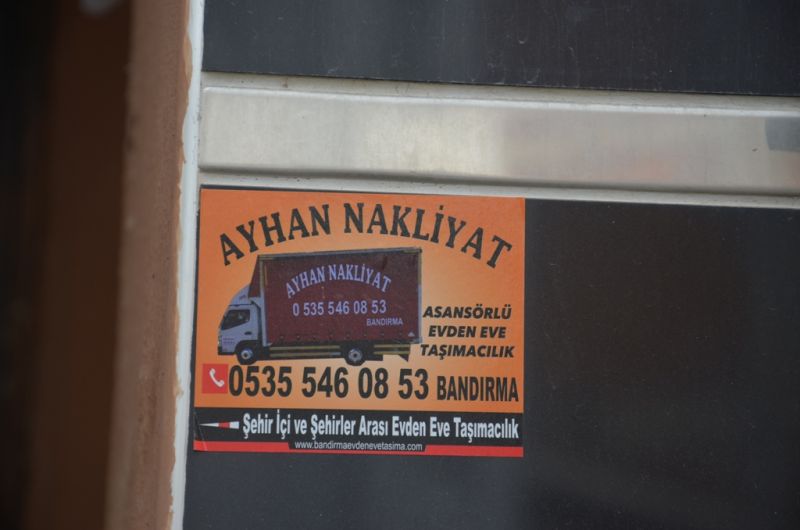 AYHAN NAKLİYAT
AYHAN NAKLİYAT
0 535 546 08 53
BANDIRMA
ASANSÖRLÜ
EVDEN EVE
TAŞIMACILIK
0535 546 08 53 BANDIRMA
Şehir İçi ve Şehirler Arası Evden Eve Taşımacılık
www.bandirmaevdenevetasima.com